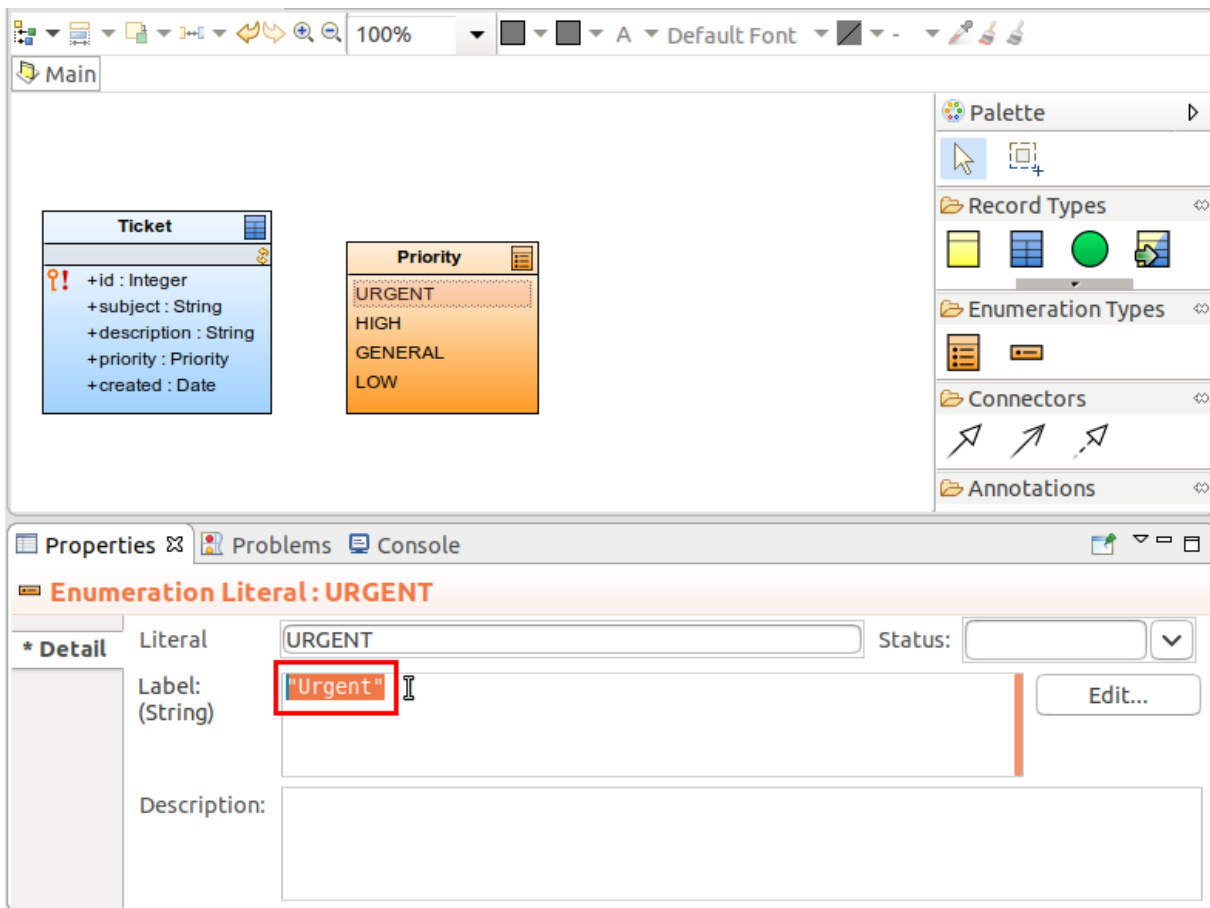 100%
A
Default Font
-
Main
Palette
Record Types
Enumeration Types
Connectors
Annotations
Ticket
+id : Integer
+subject : String
+description : String
+priority : Priority
+created : Date
Priority
URGENT
HIGH
GENERAL
LOW
Properties
Problems
Console
Enumeration Literal : URGENT
* Detail
Literal
URGENT
Status:
Label:
(String)
"Urgent"
Edit...
Description: